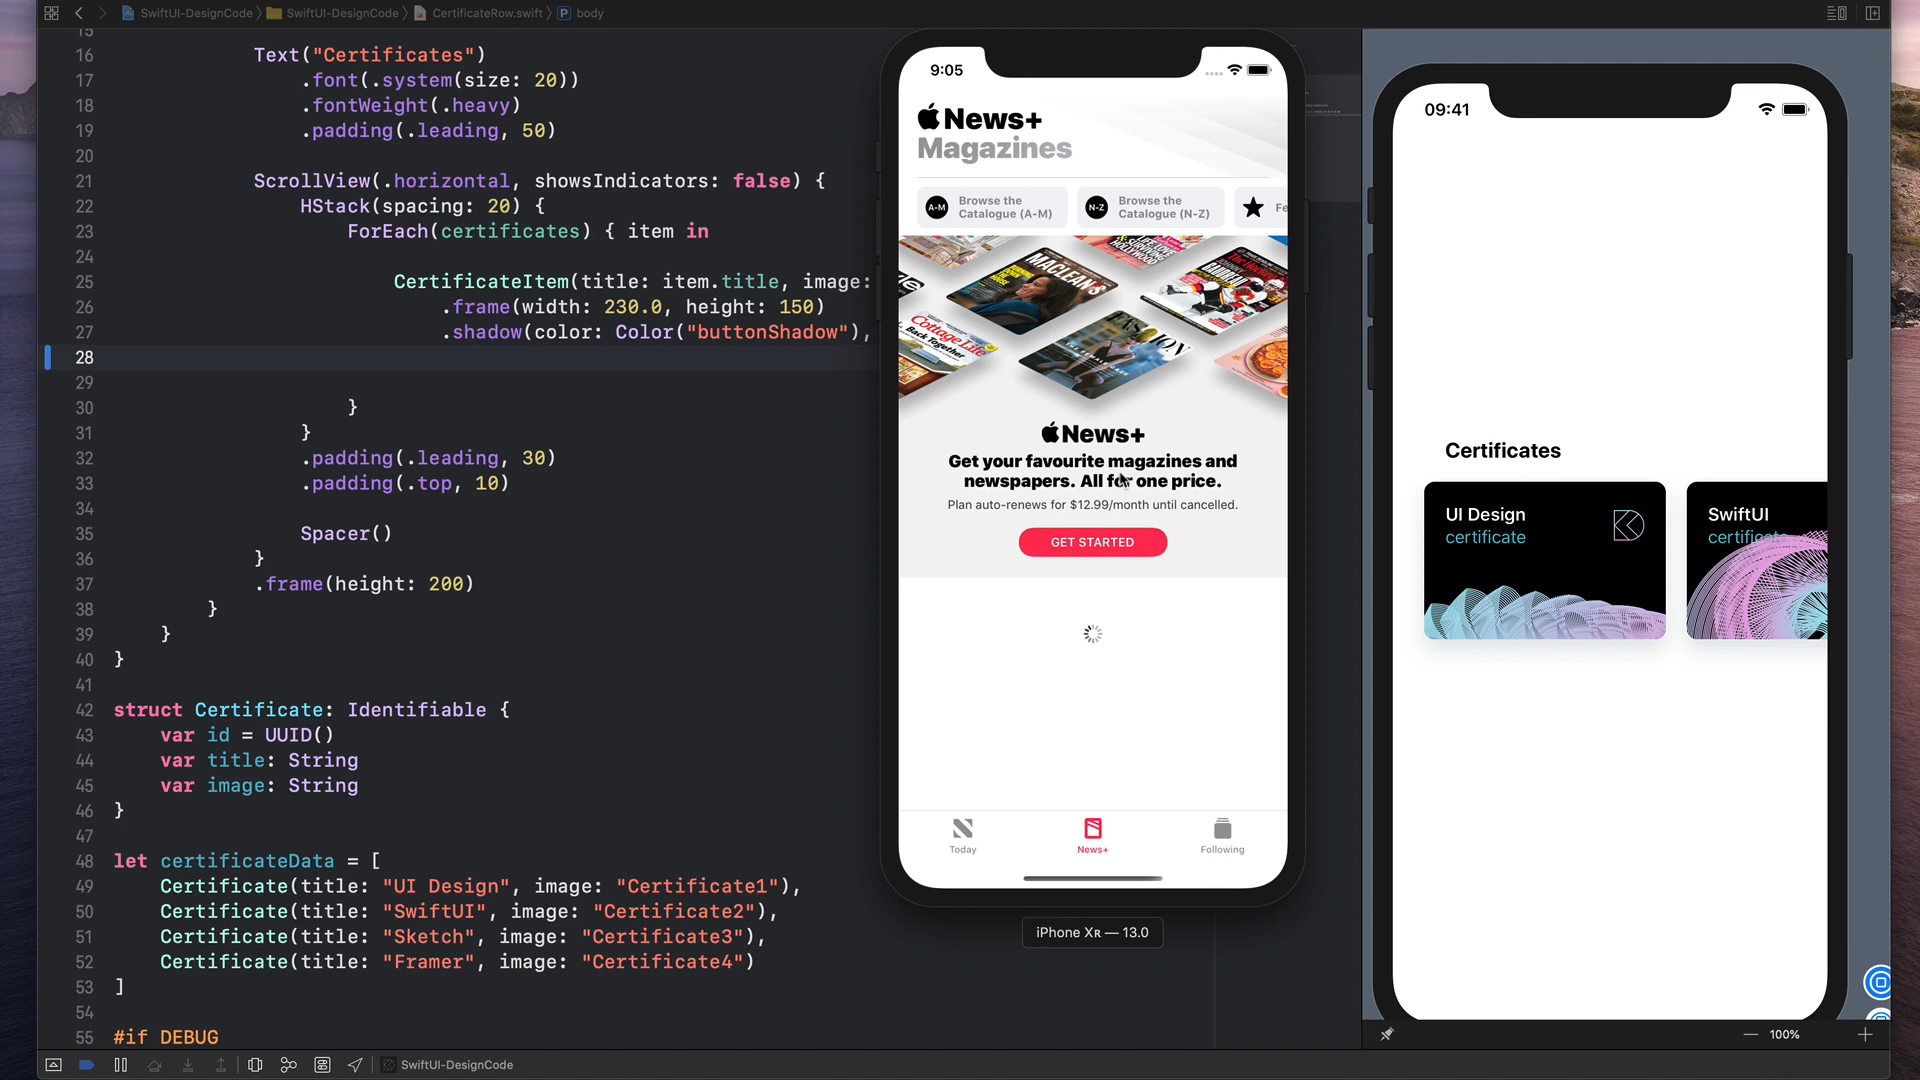 SwiftUI-DesignCode
SwiftUI-DesignCode
CertificateRow.swift
P
body
15
16 Text("Certificates")
17 .font(.system(size: 20))
18 .fontWeight(.heavy)
19 .padding(.leading, 50)
20
21 ScrollView(.horizontal, showsIndicators: false) {
22 HStack(spacing: 20) {
23 ForEach(certificates) { item in
24
25 CertificateItem(title: item.title, image:
26 .frame(width: 230.0, height: 150)
27 .shadow(color: Color("buttonShadow"),
28
29
30 }
31 }
32 .padding(.leading, 30)
33 .padding(.top, 10)
34
35 Spacer()
36 }
37 .frame(height: 200)
38 }
39 }
40 }
41
42 struct Certificate: Identifiable {
43 var id = UUID()
44 var title: String
45 var image: String
46 }
47
48 let certificateData = [
49 Certificate(title: "UI Design", image: "Certificate1"),
50 Certificate(title: "SwiftUI", image: "Certificate2"),
51 Certificate(title: "Sketch", image: "Certificate3"),
52 Certificate(title: "Framer", image: "Certificate4")
53 ]
54
55 #if DEBUG
SwiftUI-DesignCode
9:05
News+
Magazines
A-M
Browse the
Catalogue (A-M)
N-Z
Browse the
Catalogue (N-Z)
Fe
MACLEAN'S
Cottage Life
Back Together
FASHION
News+
Get your favourite magazines and
newspapers. All for one price.
Plan auto-renews for $12.99/month until cancelled.
GET STARTED
Today
News+
Following
iPhone XR — 13.0
09:41
Certificates
UI Design
certificate
SwiftUI
certificate
100%